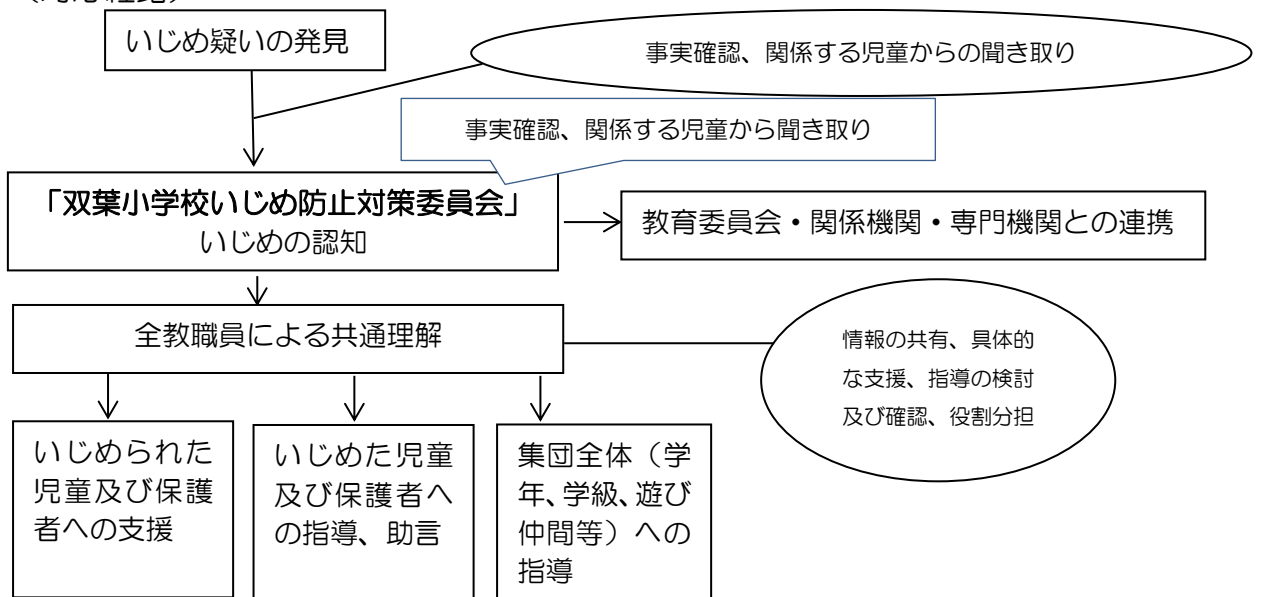 いじめ疑いの発見
事実確認、関係する児童からの聞き取り
事実確認、関係する児童から聞き取り
「双葉小学校いじめ防止対策委員会」
いじめの認知
教育委員会・関係機関・専門機関との連携
全教職員による共通理解
情報の共有、具体的
な支援、指導の検討
及び確認、役割分担
いじめられた
児童及び保護
者への支援
いじめた児童
及び保護者へ
の指導、助言
集団全体（学
年、学級、遊び
仲間等）への
指導